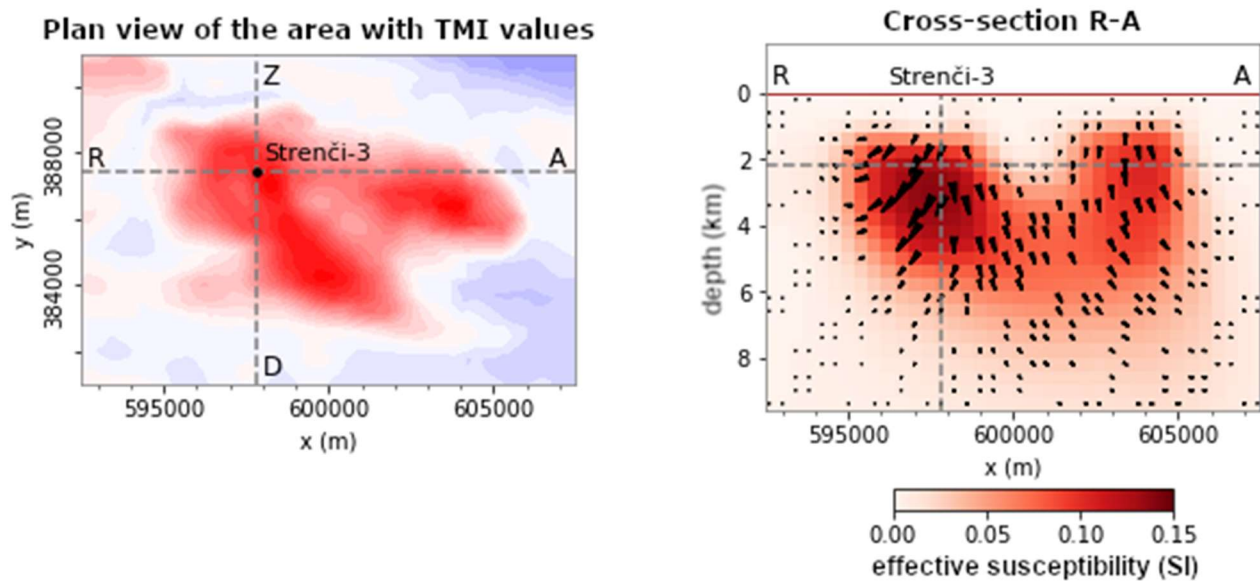 Plan view of the area with TMI values
Z
388000
Strenči-3
R
A
y (m)
384000
D
595000
600000
605000
x (m)
Cross-section R-A
R
Strenči-3
A
0
2
4
depth (km)
6
8
595000
600000
605000
x (m)
0.00
0.05
0.10
0.15
effective susceptibility (SI)